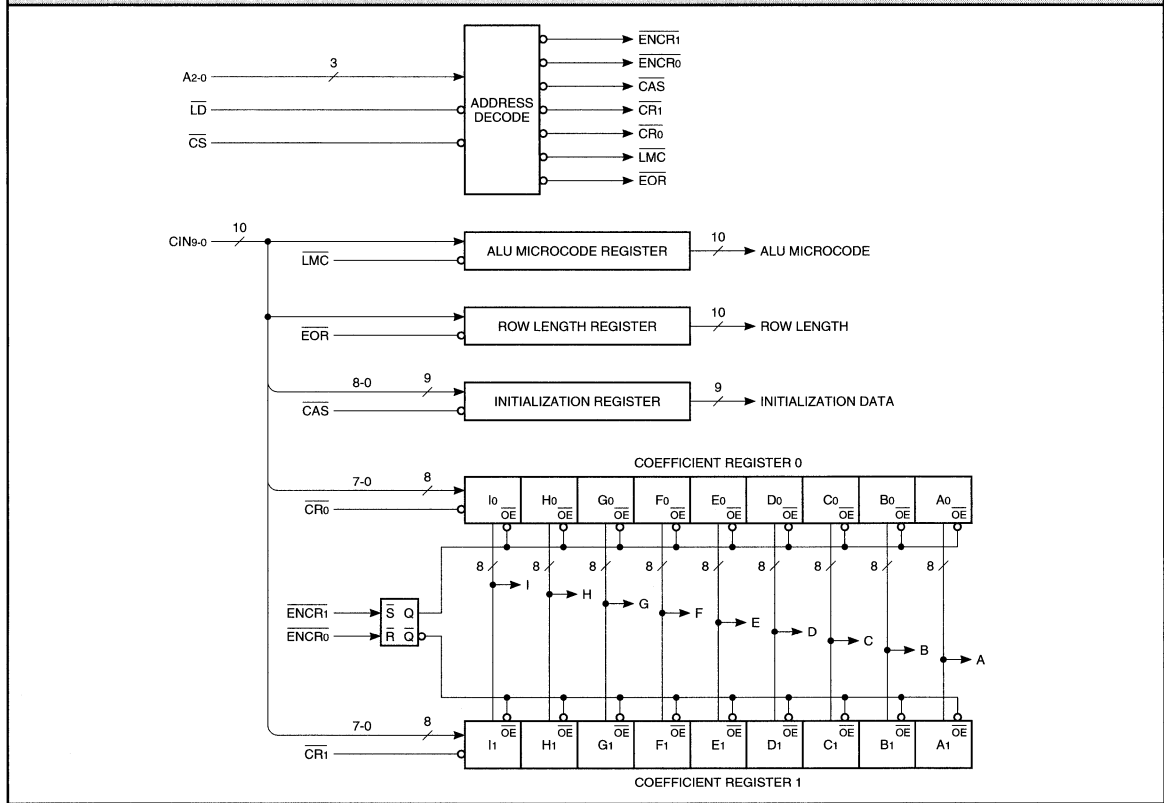 ENCR1
3
ENCR0
A2-0
CAS
LD
ADDRESS
DECODE
CR1
CS
CR0
LMC
EOR
CIN9-0
10
ALU MICROCODE REGISTER
10
ALU MICROCODE
LMC
ROW LENGTH REGISTER
10
ROW LENGTH
EOR
8-0
9
INITIALIZATION REGISTER
9
INITIALIZATION DATA
CAS
COEFFICIENT REGISTER 0
7-0
8
I0 H0 G0 F0 E0 D0 C0 B0 A0
OE OE OE OE OE OE OE OE OE
CR0
8 8 8 8 8 8 8 8 8
I
H
G
F
E
D
C
B
A
ENCR1
S Q
ENCR0
R Q
7-0
8
OE OE OE OE OE OE OE OE OE
I1 H1 G1 F1 E1 D1 C1 B1 A1
CR1
COEFFICIENT REGISTER 1